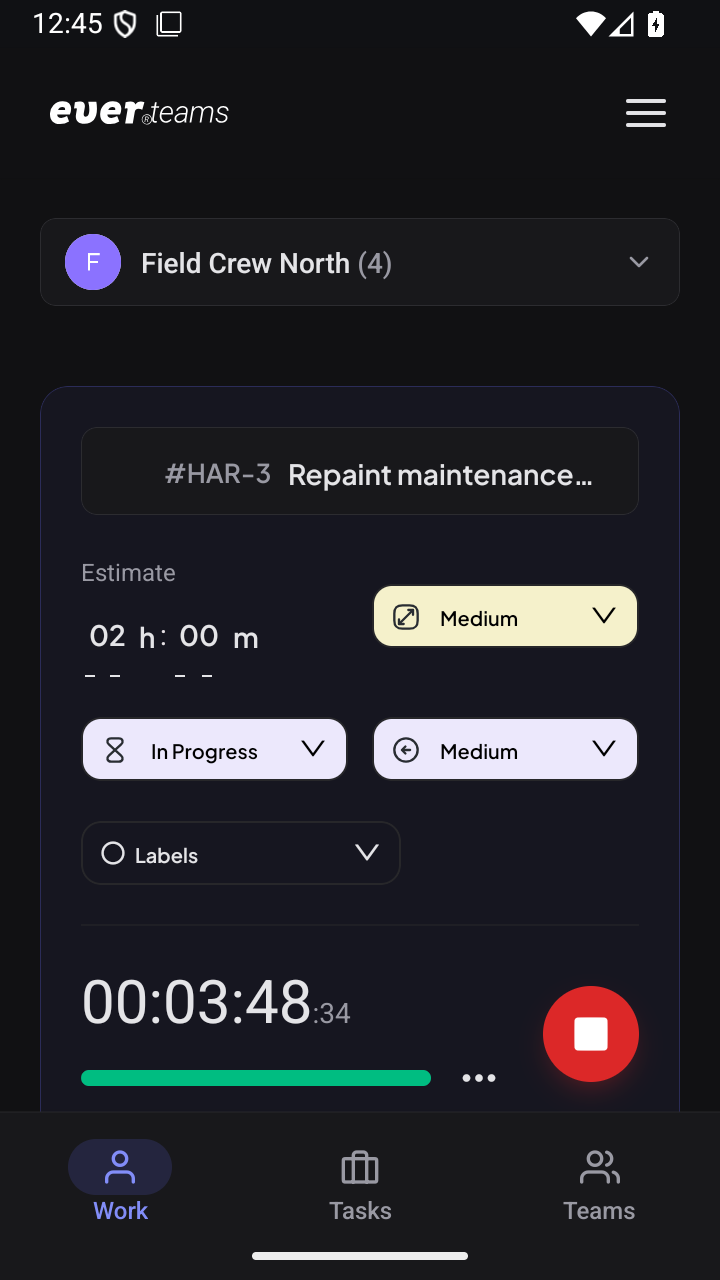 12:45
ever®teams
F Field Crew North (4)
#HAR-3 Repaint maintenance…
Estimate
02 h : 00 m
Medium
In Progress
Medium
Labels
00:03:48:34
Work
Tasks
Teams